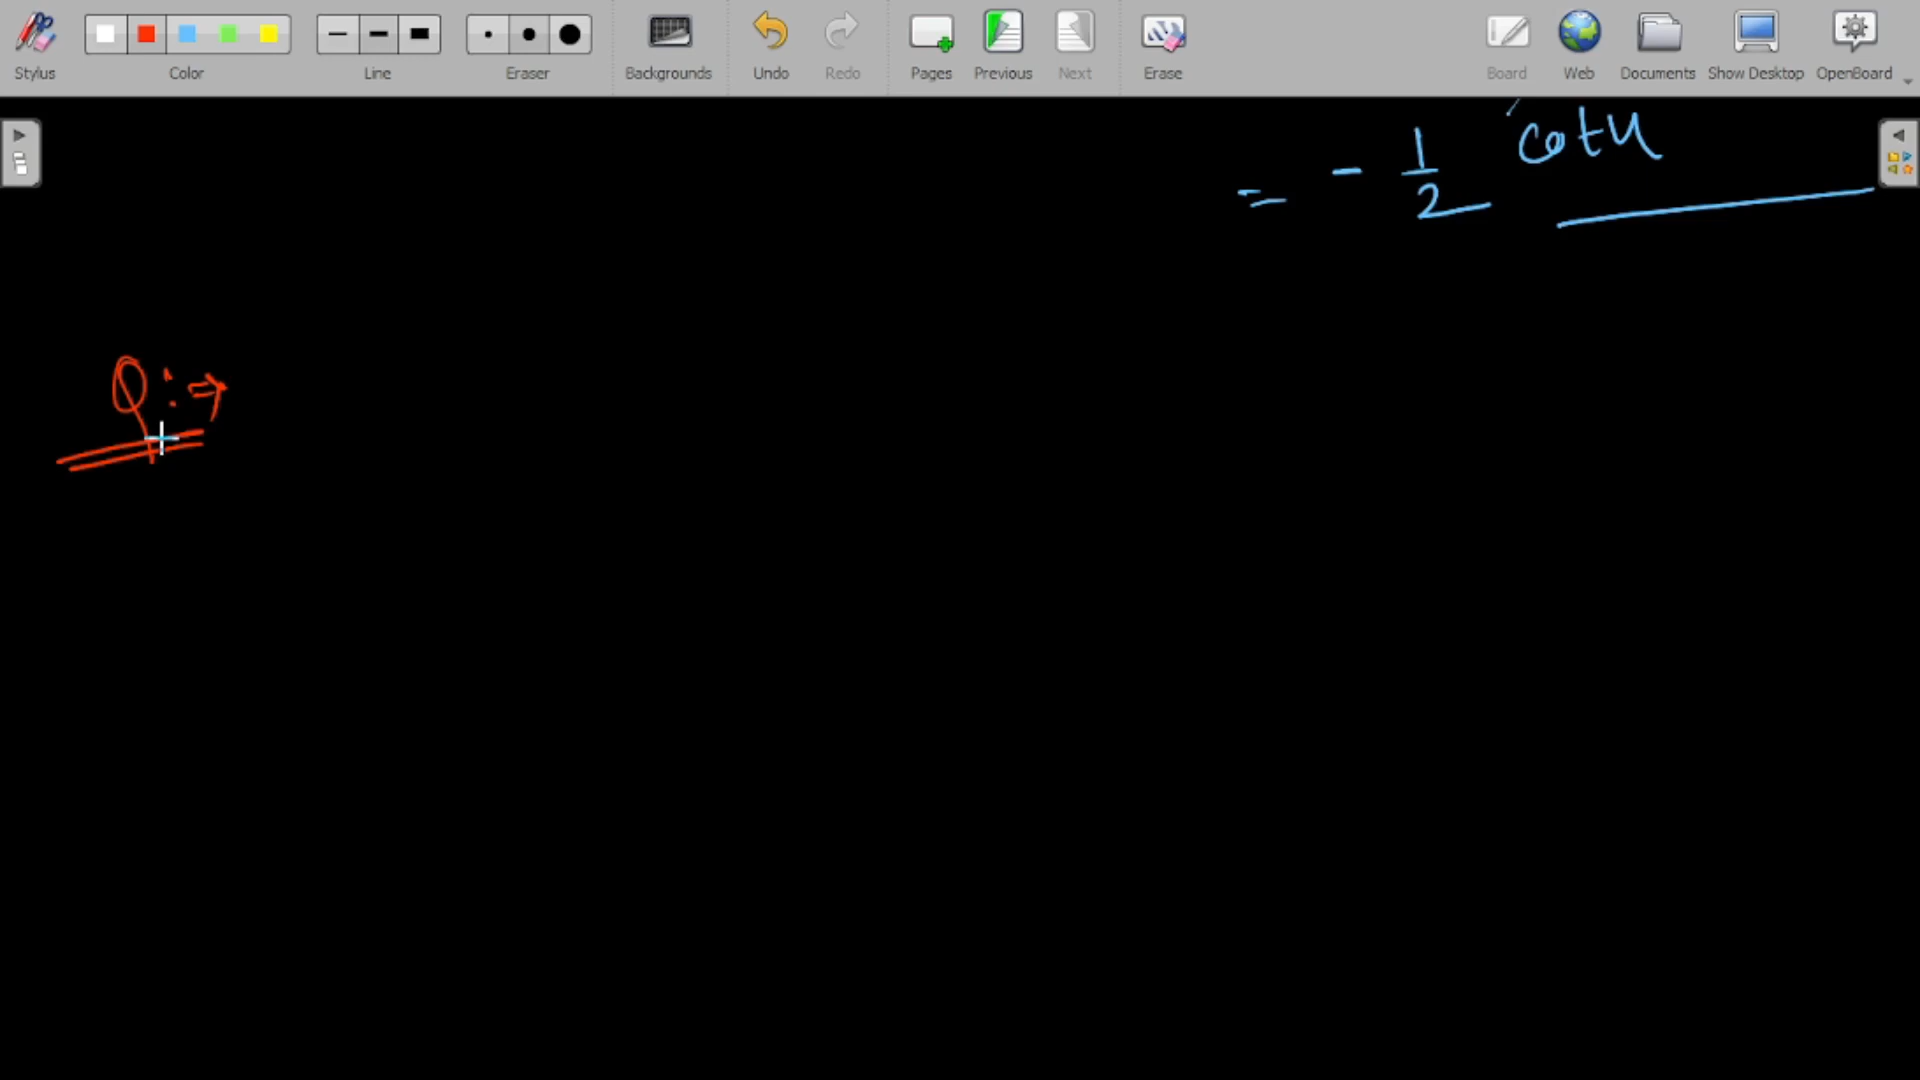 Stylus Color Line Eraser Backgrounds Undo Redo Pages Previous Next Erase Board Web Documents Show Desktop OpenBoard
= - 1/2 cot u
Q :⇒